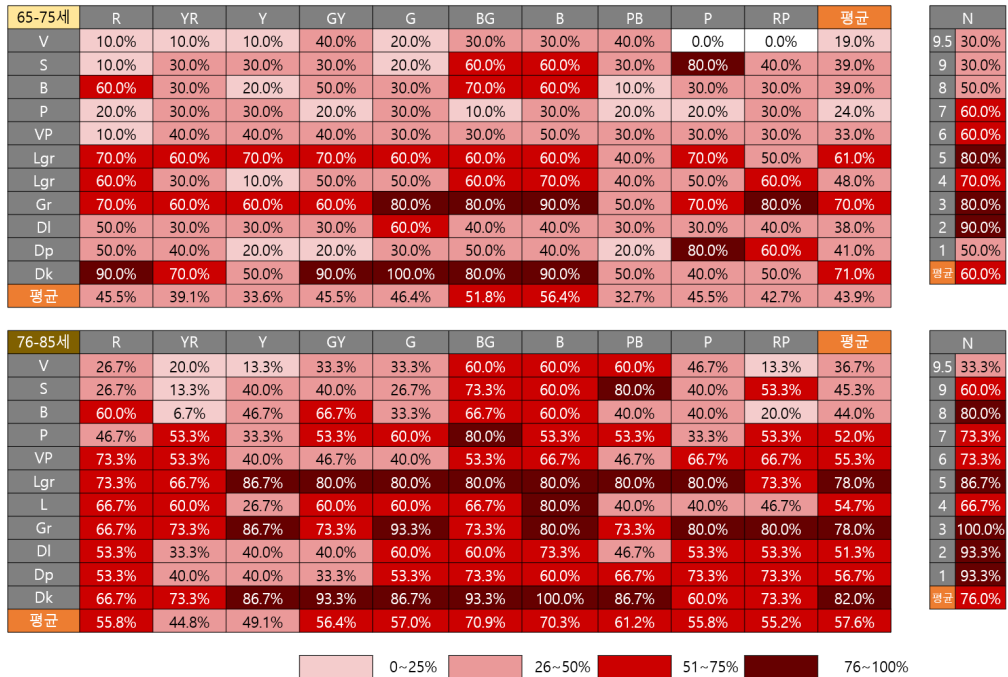 65-75세 R YR Y GY G BG B PB P RP 평균 N
V 10.0% 10.0% 10.0% 40.0% 20.0% 30.0% 30.0% 40.0% 0.0% 0.0% 19.0% 9.5 30.0%
S 10.0% 30.0% 30.0% 30.0% 20.0% 60.0% 60.0% 30.0% 80.0% 40.0% 39.0% 9 30.0%
B 60.0% 30.0% 20.0% 50.0% 30.0% 70.0% 60.0% 10.0% 30.0% 30.0% 39.0% 8 50.0%
P 20.0% 30.0% 30.0% 20.0% 30.0% 10.0% 30.0% 20.0% 20.0% 30.0% 24.0% 7 60.0%
VP 10.0% 40.0% 40.0% 40.0% 30.0% 30.0% 50.0% 30.0% 30.0% 30.0% 33.0% 6 60.0%
Lgr 70.0% 60.0% 70.0% 70.0% 60.0% 60.0% 60.0% 40.0% 70.0% 50.0% 61.0% 5 80.0%
Lgr 60.0% 30.0% 10.0% 50.0% 50.0% 60.0% 70.0% 40.0% 50.0% 60.0% 48.0% 4 70.0%
Gr 70.0% 60.0% 60.0% 60.0% 80.0% 80.0% 90.0% 50.0% 70.0% 80.0% 70.0% 3 80.0%
Dl 50.0% 30.0% 30.0% 30.0% 60.0% 40.0% 40.0% 30.0% 30.0% 40.0% 38.0% 2 90.0%
Dp 50.0% 40.0% 20.0% 20.0% 30.0% 50.0% 40.0% 20.0% 80.0% 60.0% 41.0% 1 50.0%
Dk 90.0% 70.0% 50.0% 90.0% 100.0% 80.0% 90.0% 50.0% 40.0% 50.0% 71.0% 평균 60.0%
평균 45.5% 39.1% 33.6% 45.5% 46.4% 51.8% 56.4% 32.7% 45.5% 42.7% 43.9%
76-85세 R YR Y GY G BG B PB P RP 평균 N
V 26.7% 20.0% 13.3% 33.3% 33.3% 60.0% 60.0% 60.0% 46.7% 13.3% 36.7% 9.5 33.3%
S 26.7% 13.3% 40.0% 40.0% 26.7% 73.3% 60.0% 80.0% 40.0% 53.3% 45.3% 9 60.0%
B 60.0% 6.7% 46.7% 66.7% 33.3% 66.7% 60.0% 40.0% 40.0% 20.0% 44.0% 8 80.0%
P 46.7% 53.3% 33.3% 53.3% 60.0% 80.0% 53.3% 53.3% 33.3% 53.3% 52.0% 7 73.3%
VP 73.3% 53.3% 40.0% 46.7% 40.0% 53.3% 66.7% 46.7% 66.7% 66.7% 55.3% 6 73.3%
Lgr 73.3% 66.7% 86.7% 80.0% 80.0% 80.0% 80.0% 80.0% 80.0% 73.3% 78.0% 5 86.7%
L 66.7% 60.0% 26.7% 60.0% 60.0% 66.7% 80.0% 40.0% 40.0% 46.7% 54.7% 4 66.7%
Gr 66.7% 73.3% 86.7% 73.3% 93.3% 73.3% 80.0% 73.3% 80.0% 80.0% 78.0% 3 100.0%
Dl 53.3% 33.3% 40.0% 40.0% 60.0% 60.0% 73.3% 46.7% 53.3% 53.3% 51.3% 2 93.3%
Dp 53.3% 40.0% 40.0% 33.3% 53.3% 73.3% 60.0% 66.7% 73.3% 73.3% 56.7% 1 93.3%
Dk 66.7% 73.3% 86.7% 93.3% 86.7% 93.3% 100.0% 86.7% 60.0% 73.3% 82.0% 평균 76.0%
평균 55.8% 44.8% 49.1% 56.4% 57.0% 70.9% 70.3% 61.2% 55.8% 55.2% 57.6%
0~25% 26~50% 51~75% 76~100%